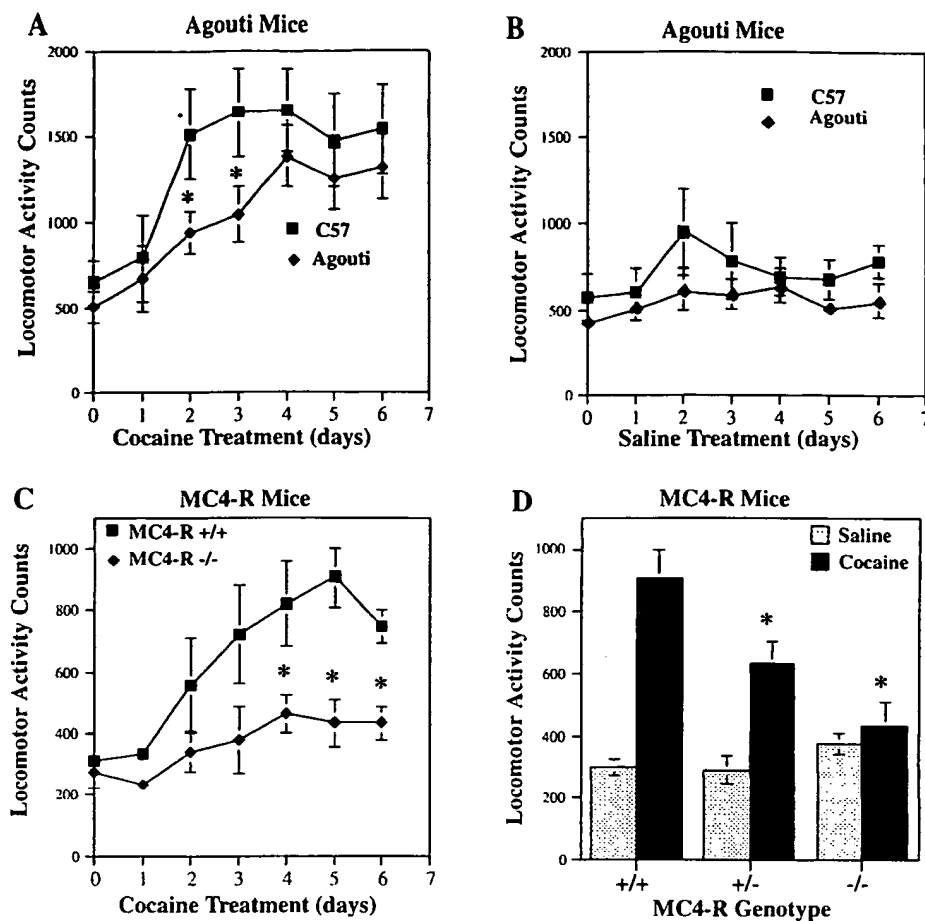 A
Agouti Mice
Locomotor Activity Counts
2000
1500
1000
500
0
*
*
C57
Agouti
0 1 2 3 4 5 6 7
Cocaine Treatment (days)
B
Agouti Mice
Locomotor Activity Counts
2000
1500
1000
500
0
C57
Agouti
0 1 2 3 4 5 6 7
Saline Treatment (days)
C
MC4-R Mice
Locomotor Activity Counts
1000
800
600
400
200
0
MC4-R +/+
MC4-R -/-
* * *
0 1 2 3 4 5 6 7
Cocaine Treatment (days)
D
MC4-R Mice
Locomotor Activity Counts
1000
800
600
400
200
0
Saline
Cocaine
*
*
+/+ +/- -/-
MC4-R Genotype